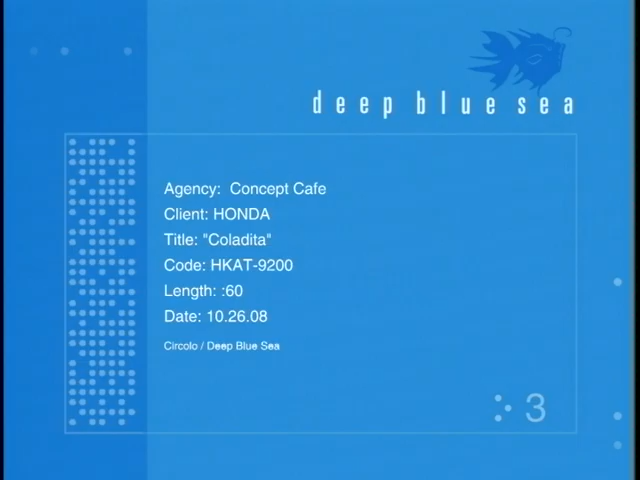 deep blue sea
Agency: Concept Cafe
Client: HONDA
Title: "Coladita"
Code: HKAT-9200
Length: :60
Date: 10.26.08
Circolo / Deep Blue Sea
3